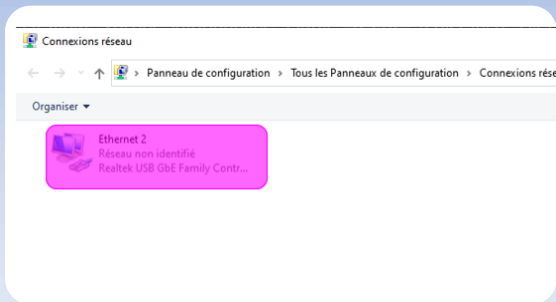 Connexions réseau
Panneau de configuration > Tous les Panneaux de configuration > Connexions rése
Organiser
Ethernet 2
Réseau non identifié
Realtek USB GbE Family Contr...